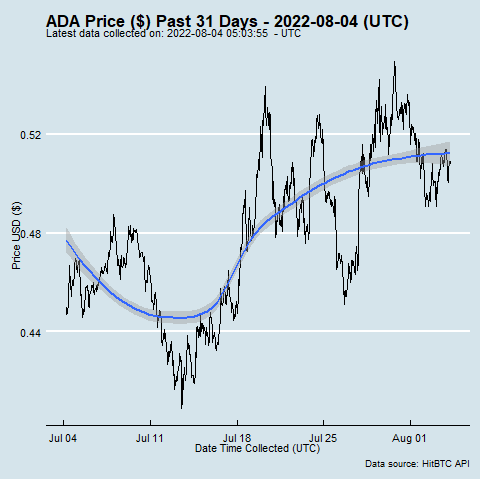 ADA Price ($) Past 31 Days - 2022-08-04 (UTC)
Latest data collected on: 2022-08-04 05:03:55 - UTC
0.52
0.48
0.44
Price USD ($)
Jul 04 Jul 11 Jul 18 Jul 25 Aug 01
Date Time Collected (UTC)
Data source: HitBTC API